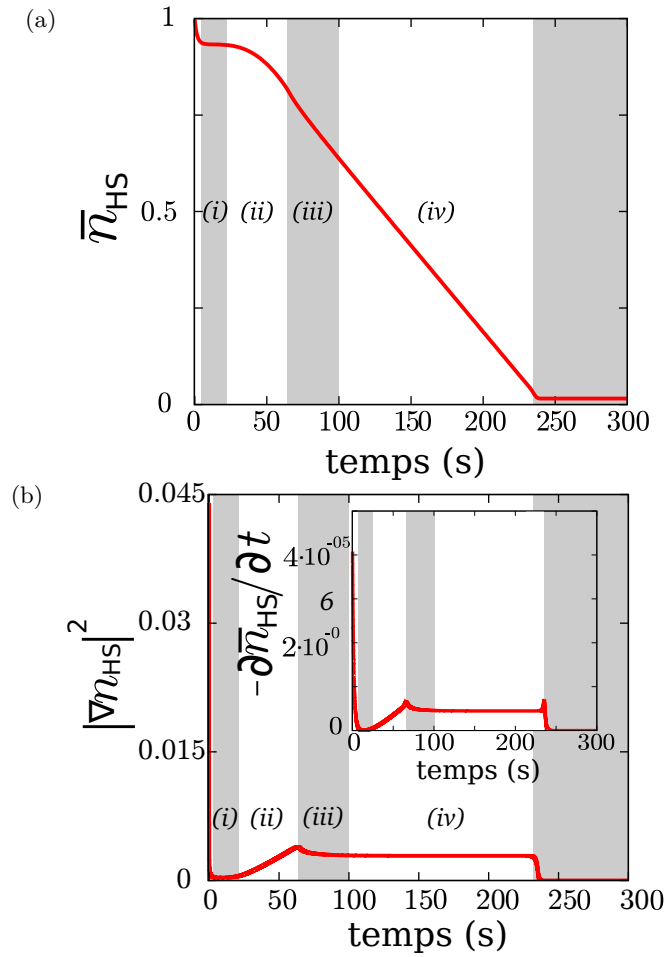 (a)
1
0.5
0
n̅HS
(i) (ii) (iii) (iv)
0 50 100 150 200 250 300
temps (s)
(b)
0.045
0.03
0.015
0
|∇nHS|²
-∂n̅HS/∂t
4·10⁻⁰⁵
6
2·10⁻⁰
0
0 100 200 300
temps (s)
(i) (ii) (iii) (iv)
0 50 100 150 200 250 300
temps (s)